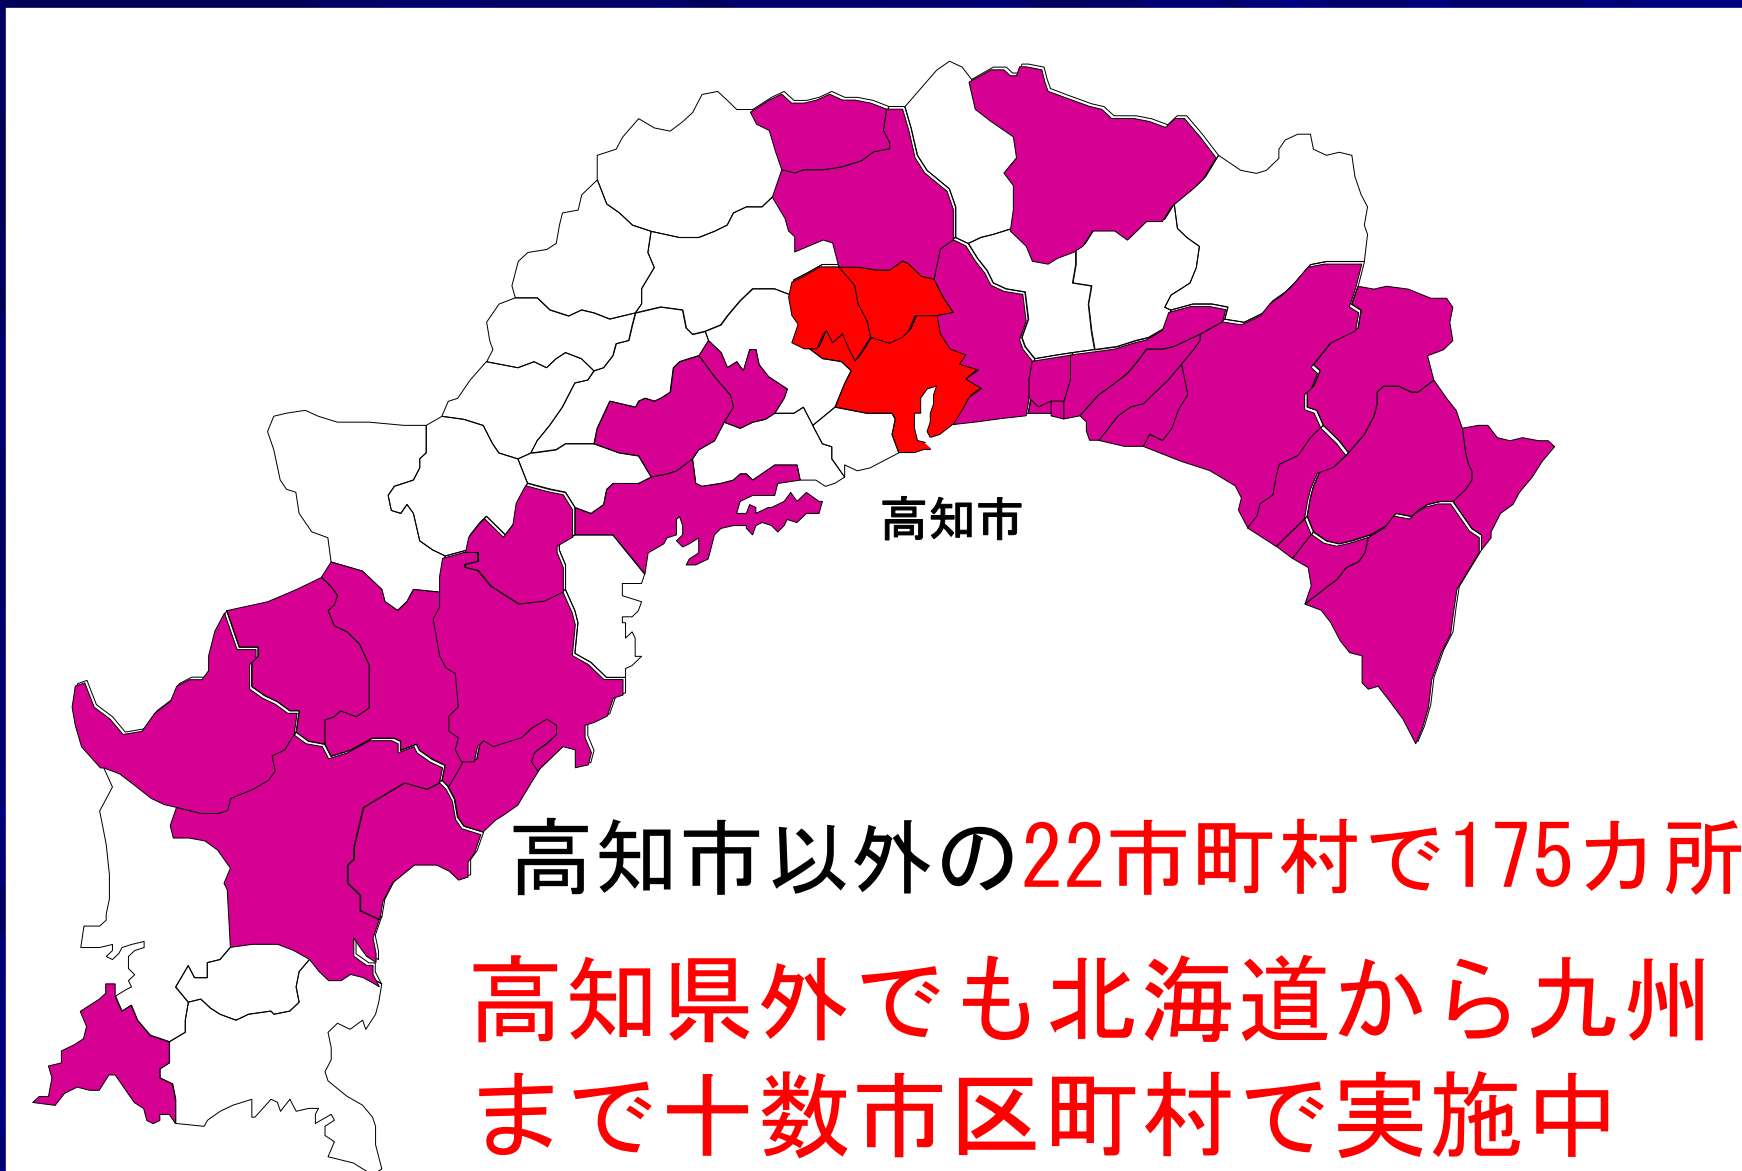 高知市
高知市以外の22市町村で175カ所
高知県外でも北海道から九州
まで十数市区町村で実施中